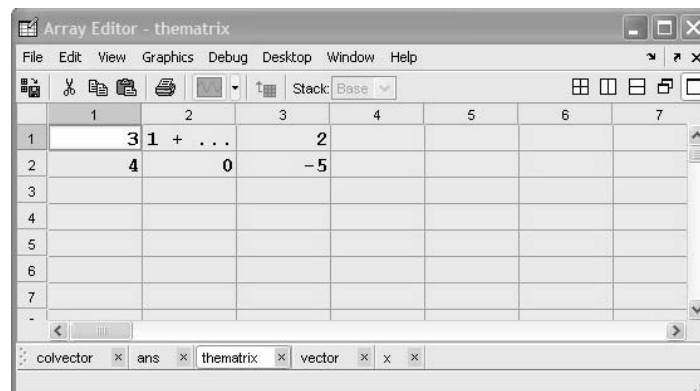 Array Editor - thematrix
File Edit View Graphics Debug Desktop Window Help
Stack: Base
1 2 3 4 5 6 7
1 3 1 + ... 2
2 4 0 -5
3
4
5
6
7
colvector ans thematrix vector x